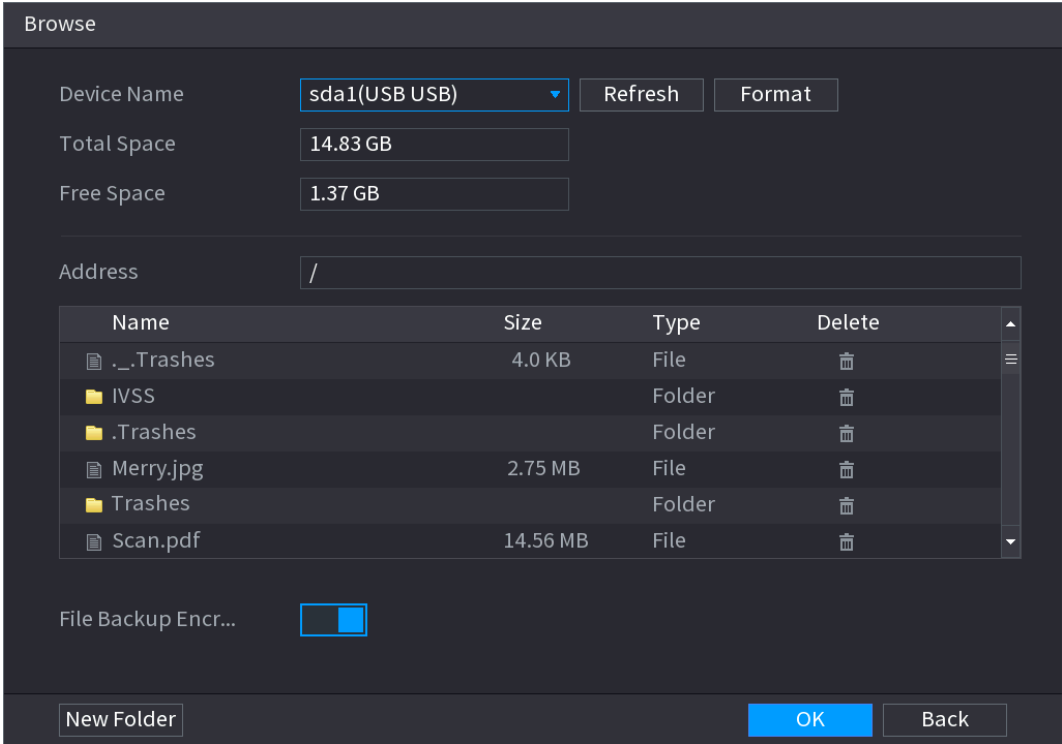 Browse
Device Name sda1(USB USB) Refresh Format
Total Space 14.83 GB
Free Space 1.37 GB
Address /
Name Size Type Delete
._.Trashes 4.0 KB File
IVSS Folder
.Trashes Folder
Merry.jpg 2.75 MB File
Trashes Folder
Scan.pdf 14.56 MB File
File Backup Encr...
New Folder OK Back